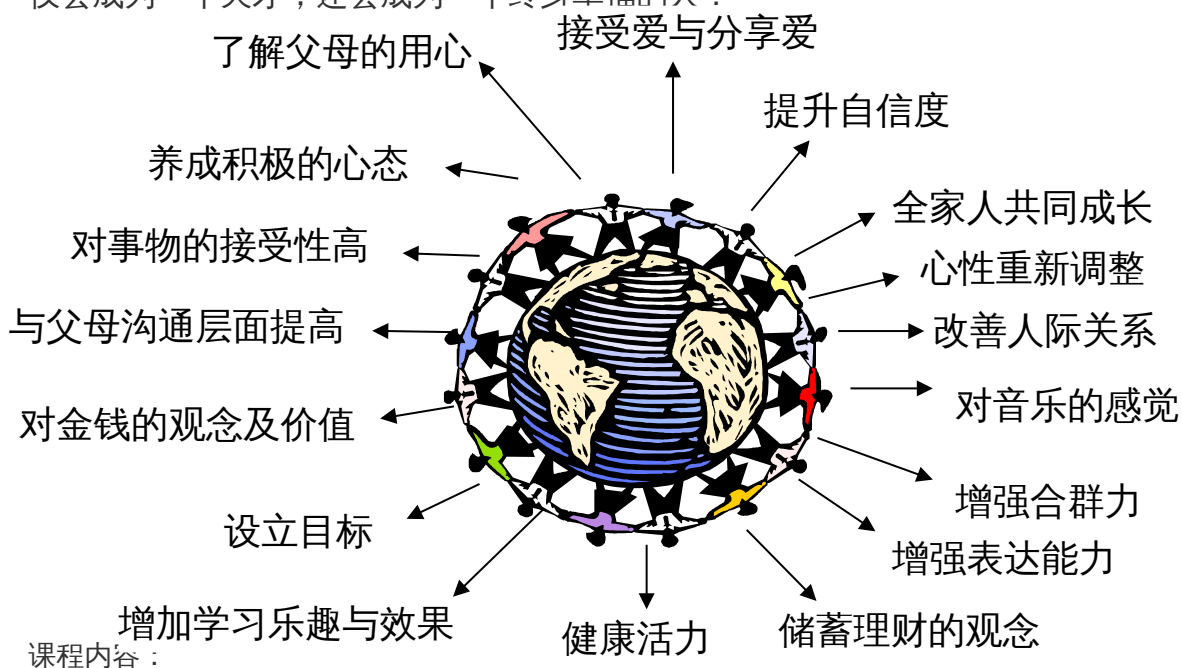 接受爱与分享爱
了解父母的用心
提升自信度
养成积极的心态
全家人共同成长
对事物的接受性高
心性重新调整
与父母沟通层面提高
改善人际关系
对音乐的感觉
对金钱的观念及价值
增强合群力
设立目标
增强表达能力
增加学习乐趣与效果
健康活力
储蓄理财的观念
课程内容：